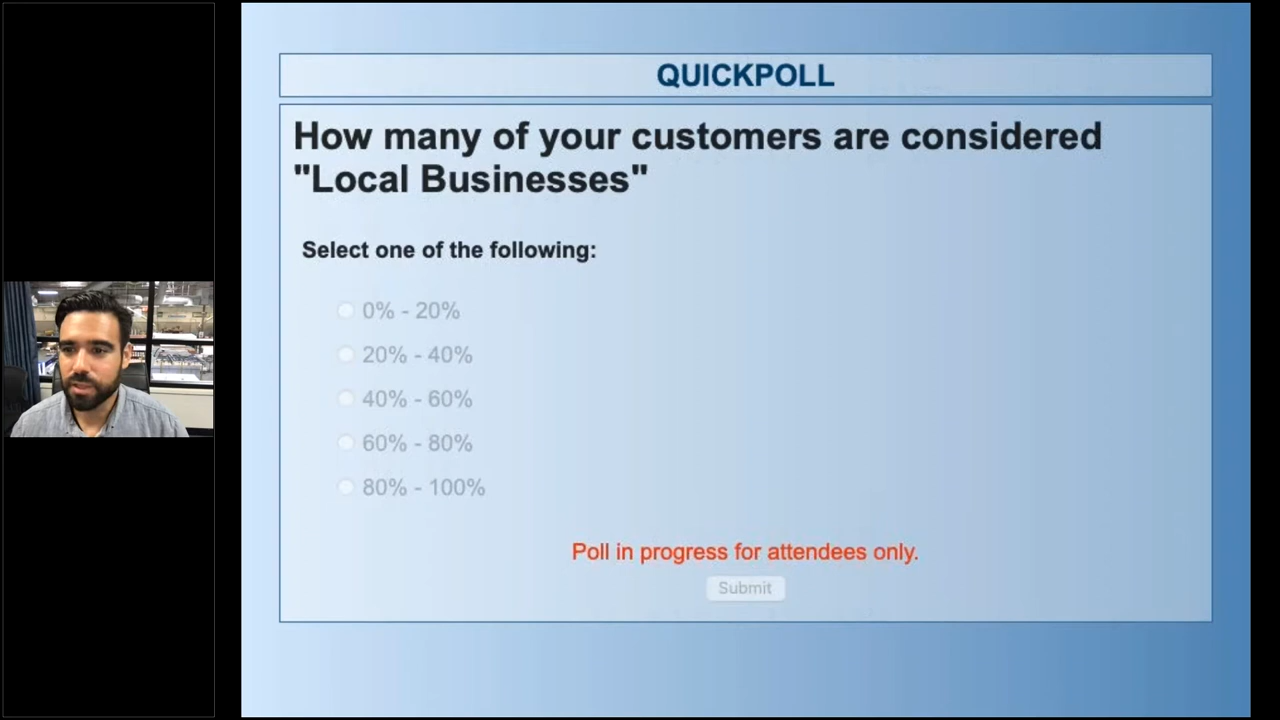 QUICKPOLL
How many of your customers are considered
"Local Businesses"
Select one of the following:
0% - 20%
20% - 40%
40% - 60%
60% - 80%
80% - 100%
Poll in progress for attendees only.
Submit